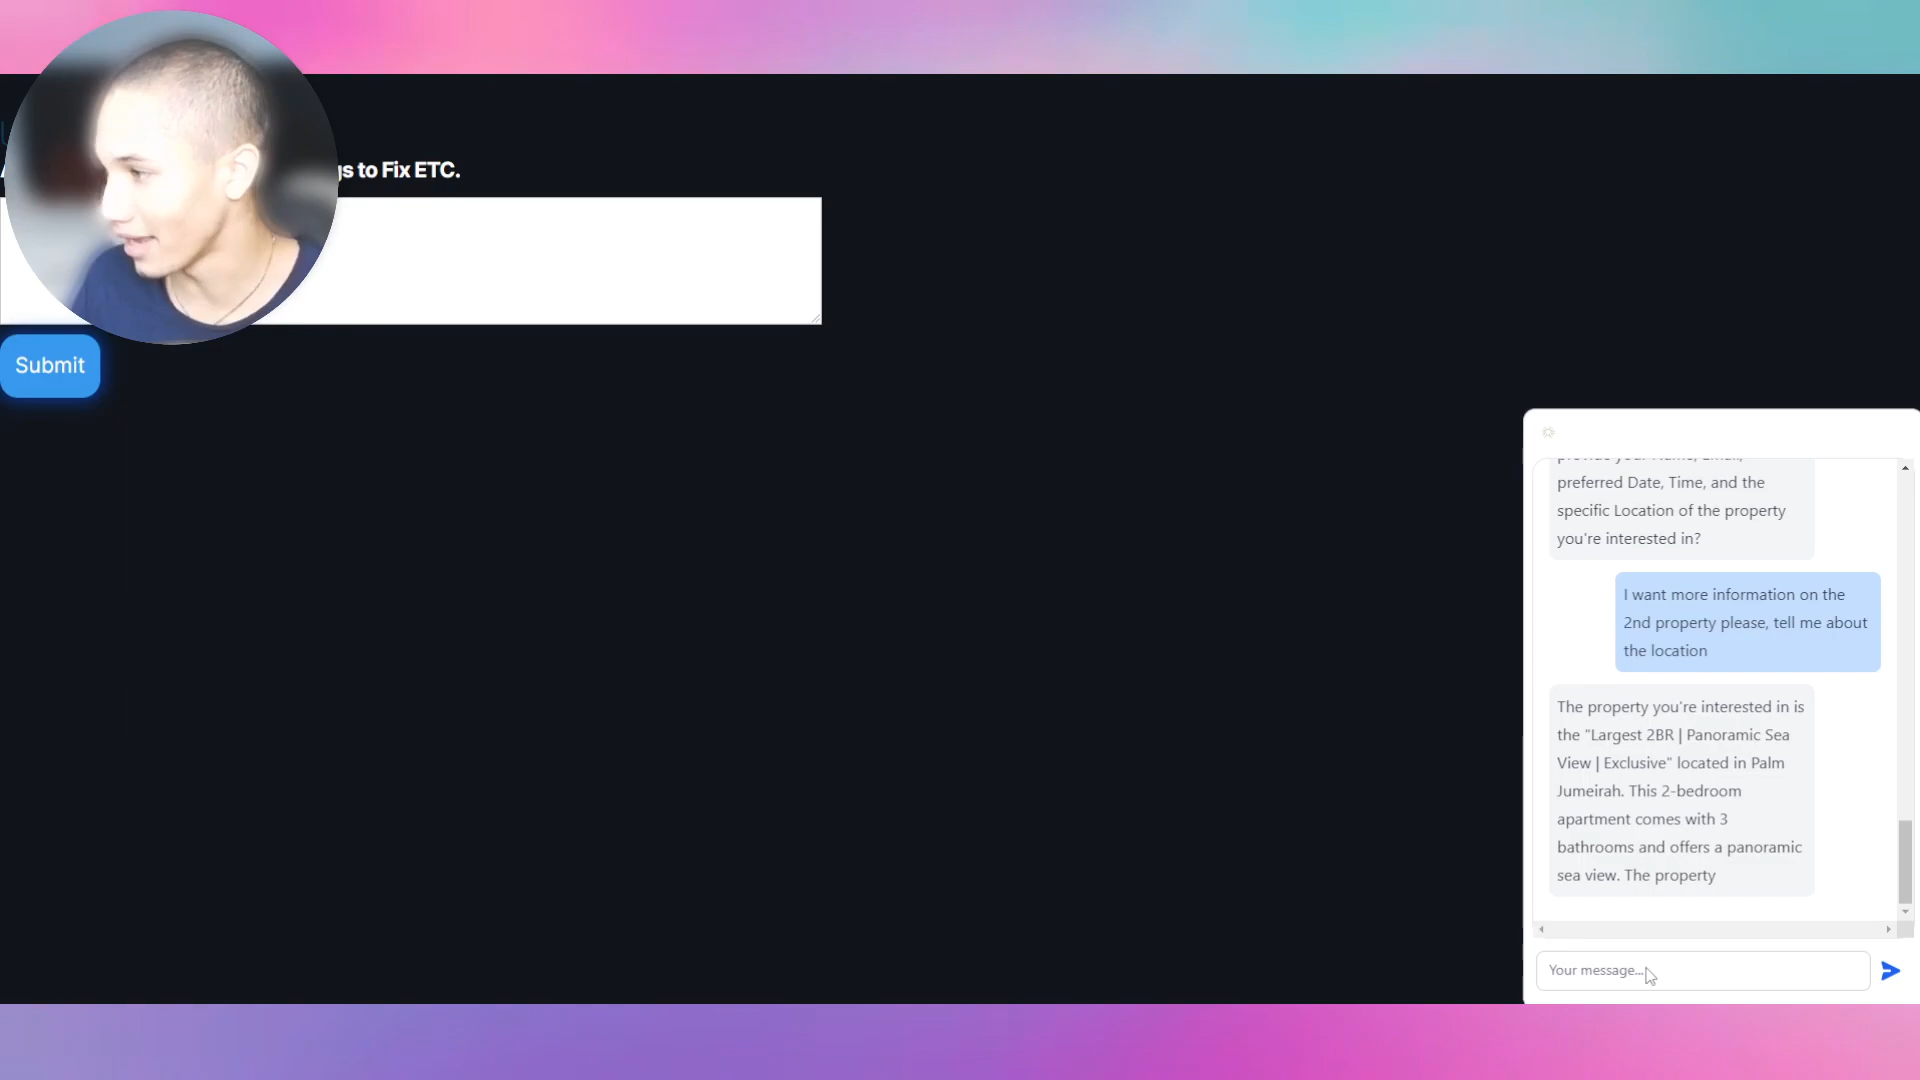 gs to Fix ETC.
Submit
preferred Date, Time, and the
specific Location of the property
you're interested in?
I want more information on the
2nd property please, tell me about
the location
The property you're interested in is
the "Largest 2BR | Panoramic Sea
View | Exclusive" located in Palm
Jumeirah. This 2-bedroom
apartment comes with 3
bathrooms and offers a panoramic
sea view. The property
Your message...